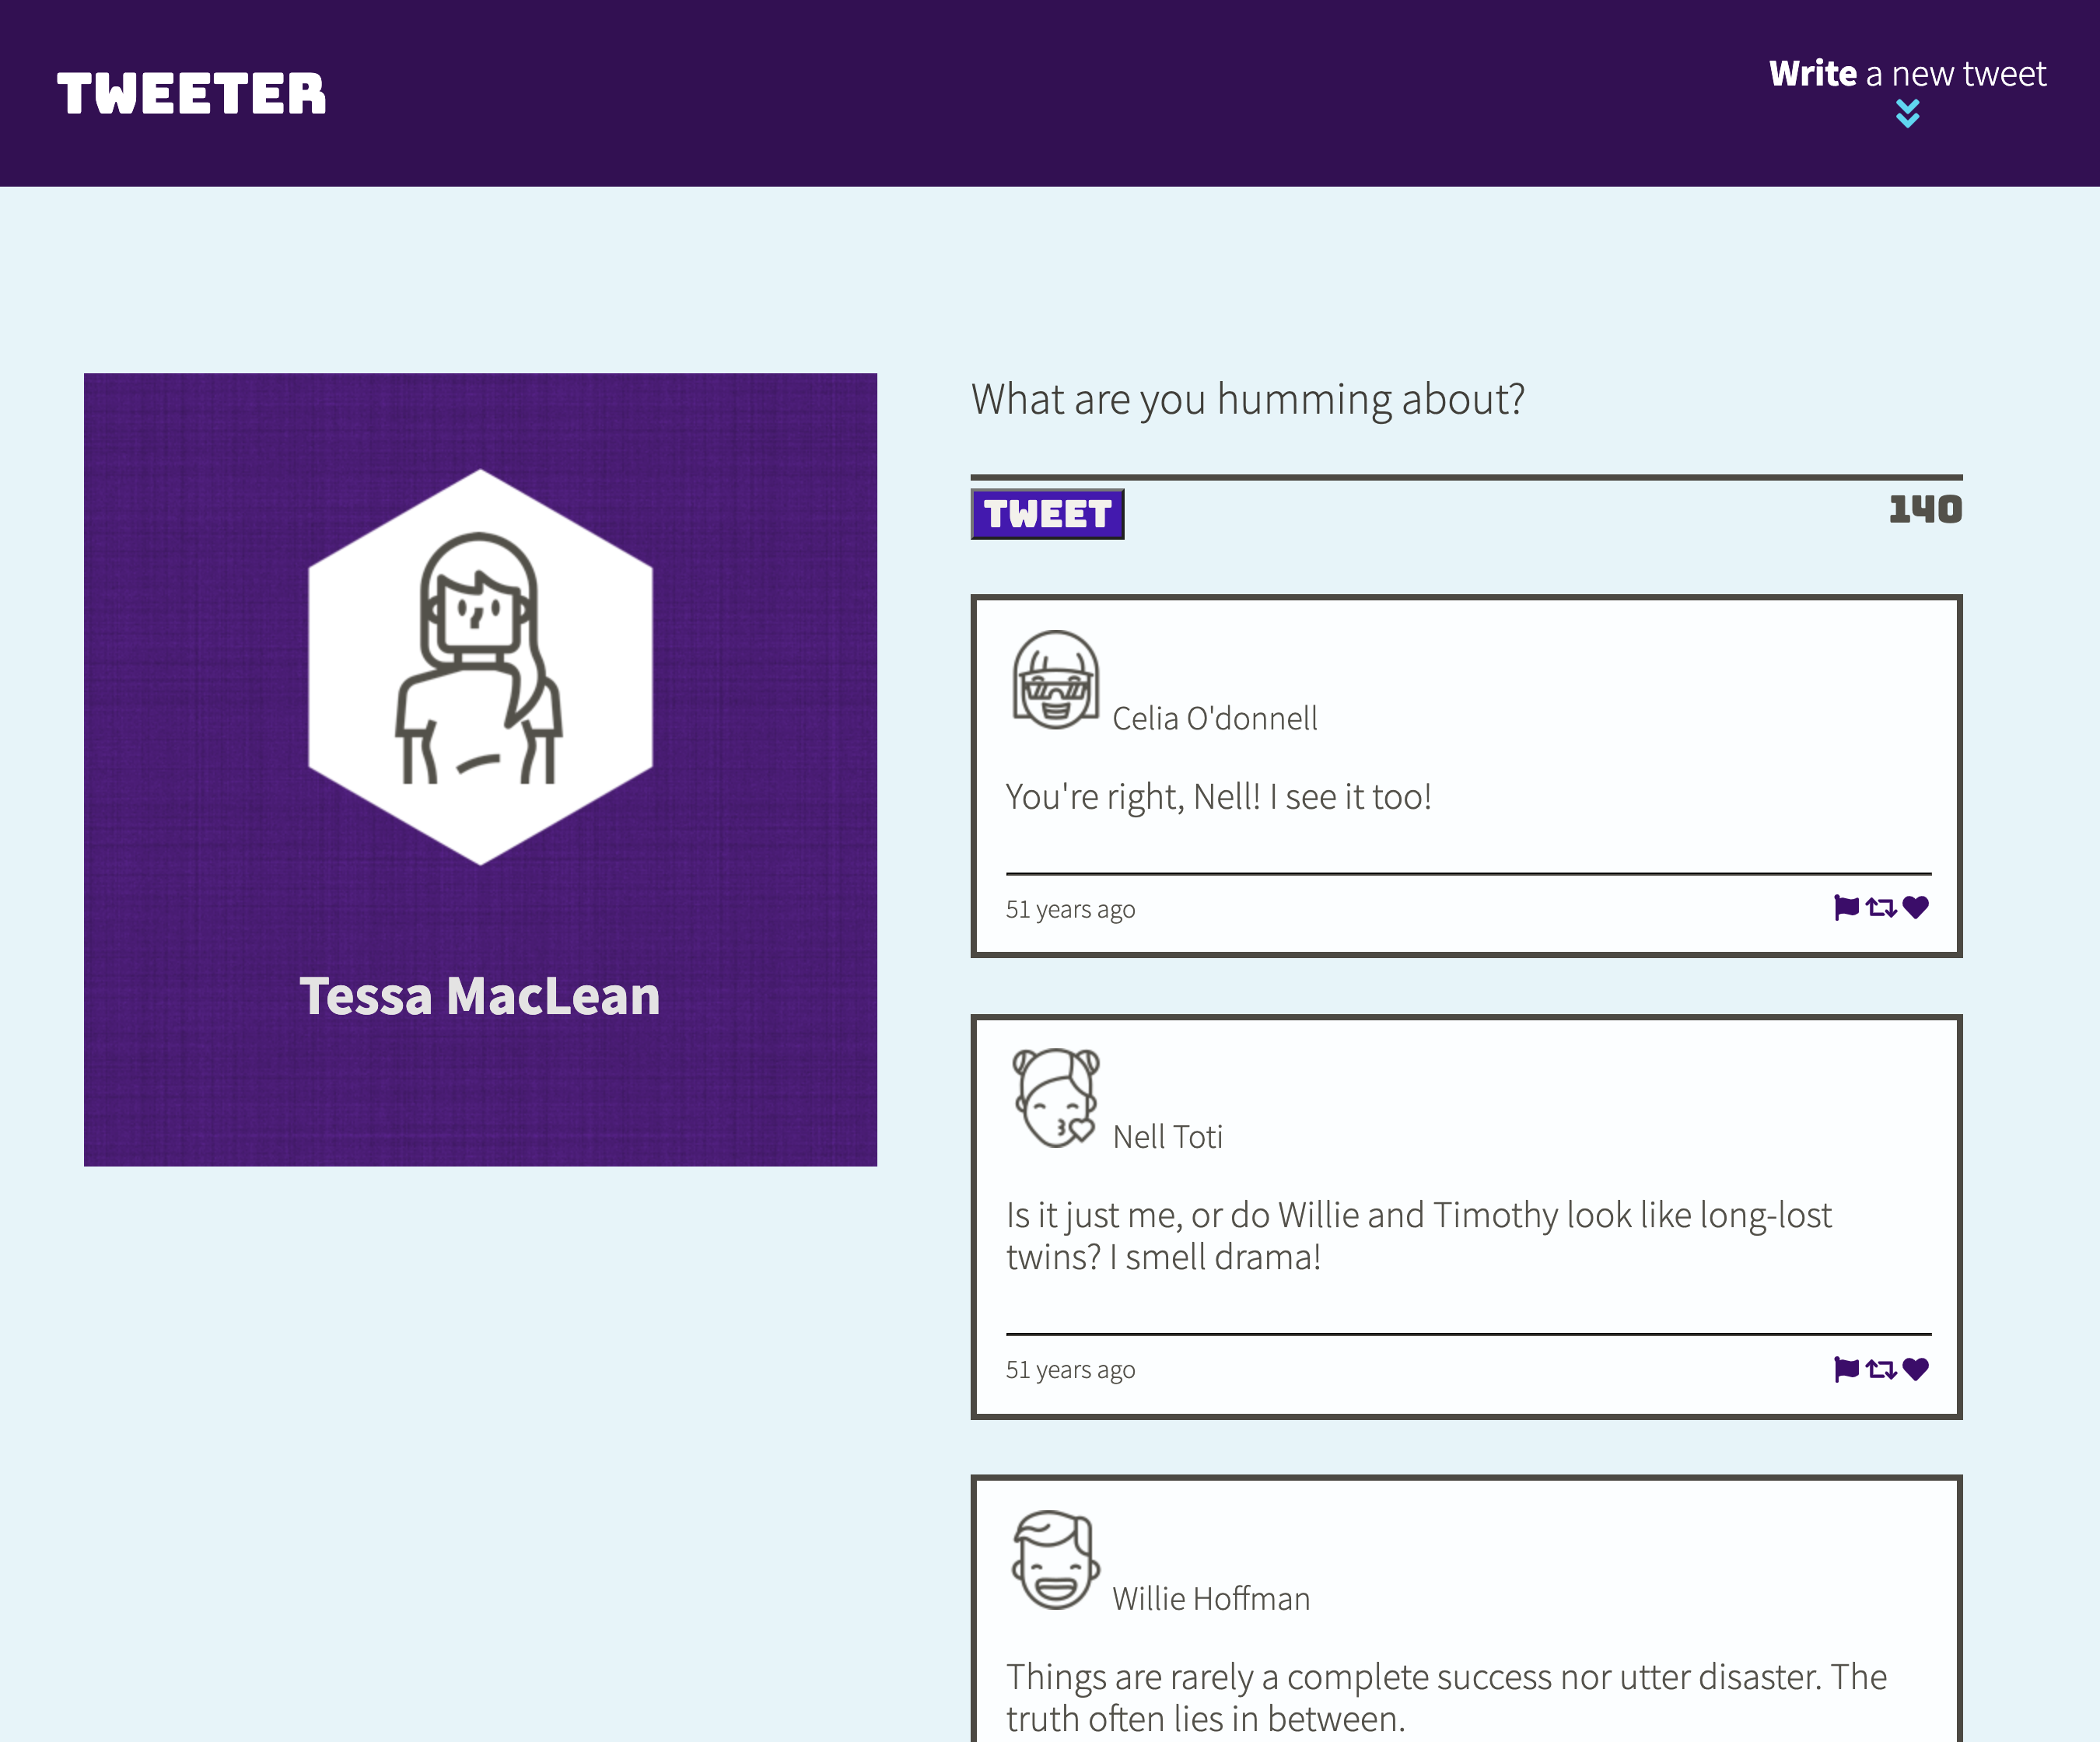 TWEETER
Write a new tweet
Tessa MacLean
What are you humming about?
TWEET
140
Celia O'donnell
You're right, Nell! I see it too!
51 years ago
Nell Toti
Is it just me, or do Willie and Timothy look like long-lost
twins? I smell drama!
51 years ago
Willie Hoffman
Things are rarely a complete success nor utter disaster. The
truth often lies in between.